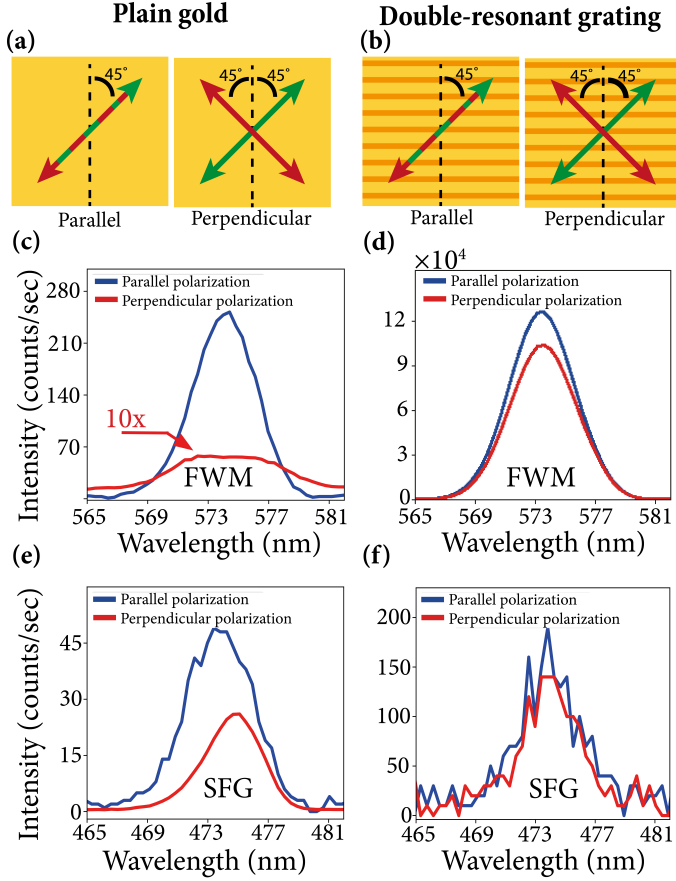 Plain gold
Double-resonant grating
(a)
(b)
45°
45°
45°
45°
45°
45°
Parallel
Perpendicular
Parallel
Perpendicular
(c)
(d)
×10⁴
Intensity (counts/sec)
280
210
140
70
Parallel polarization
Perpendicular polarization
10x
FWM
565 569 573 577 581
Wavelength (nm)
12
9
6
3
0
Parallel polarization
Perpendicular polarization
FWM
565 569 573 577 581
Wavelength (nm)
(e)
(f)
Intensity (counts/sec)
45
30
15
0
Parallel polarization
Perpendicular polarization
SFG
465 469 473 477 481
Wavelength (nm)
200
150
100
50
0
Parallel polarization
Perpendicular polarization
SFG
465 469 473 477 481
Wavelength (nm)